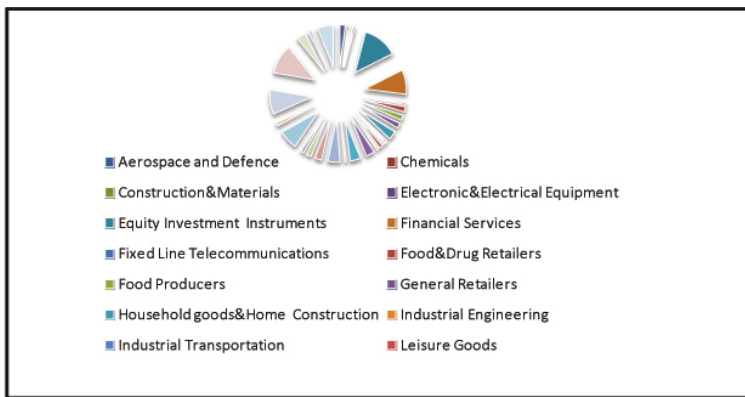 Aerospace and Defence Chemicals
Construction&Materials Electronic&Electrical Equipment
Equity Investment Instruments Financial Services
Fixed Line Telecommunications Food&Drug Retailers
Food Producers General Retailers
Household goods&Home Construction Industrial Engineering
Industrial Transportation Leisure Goods